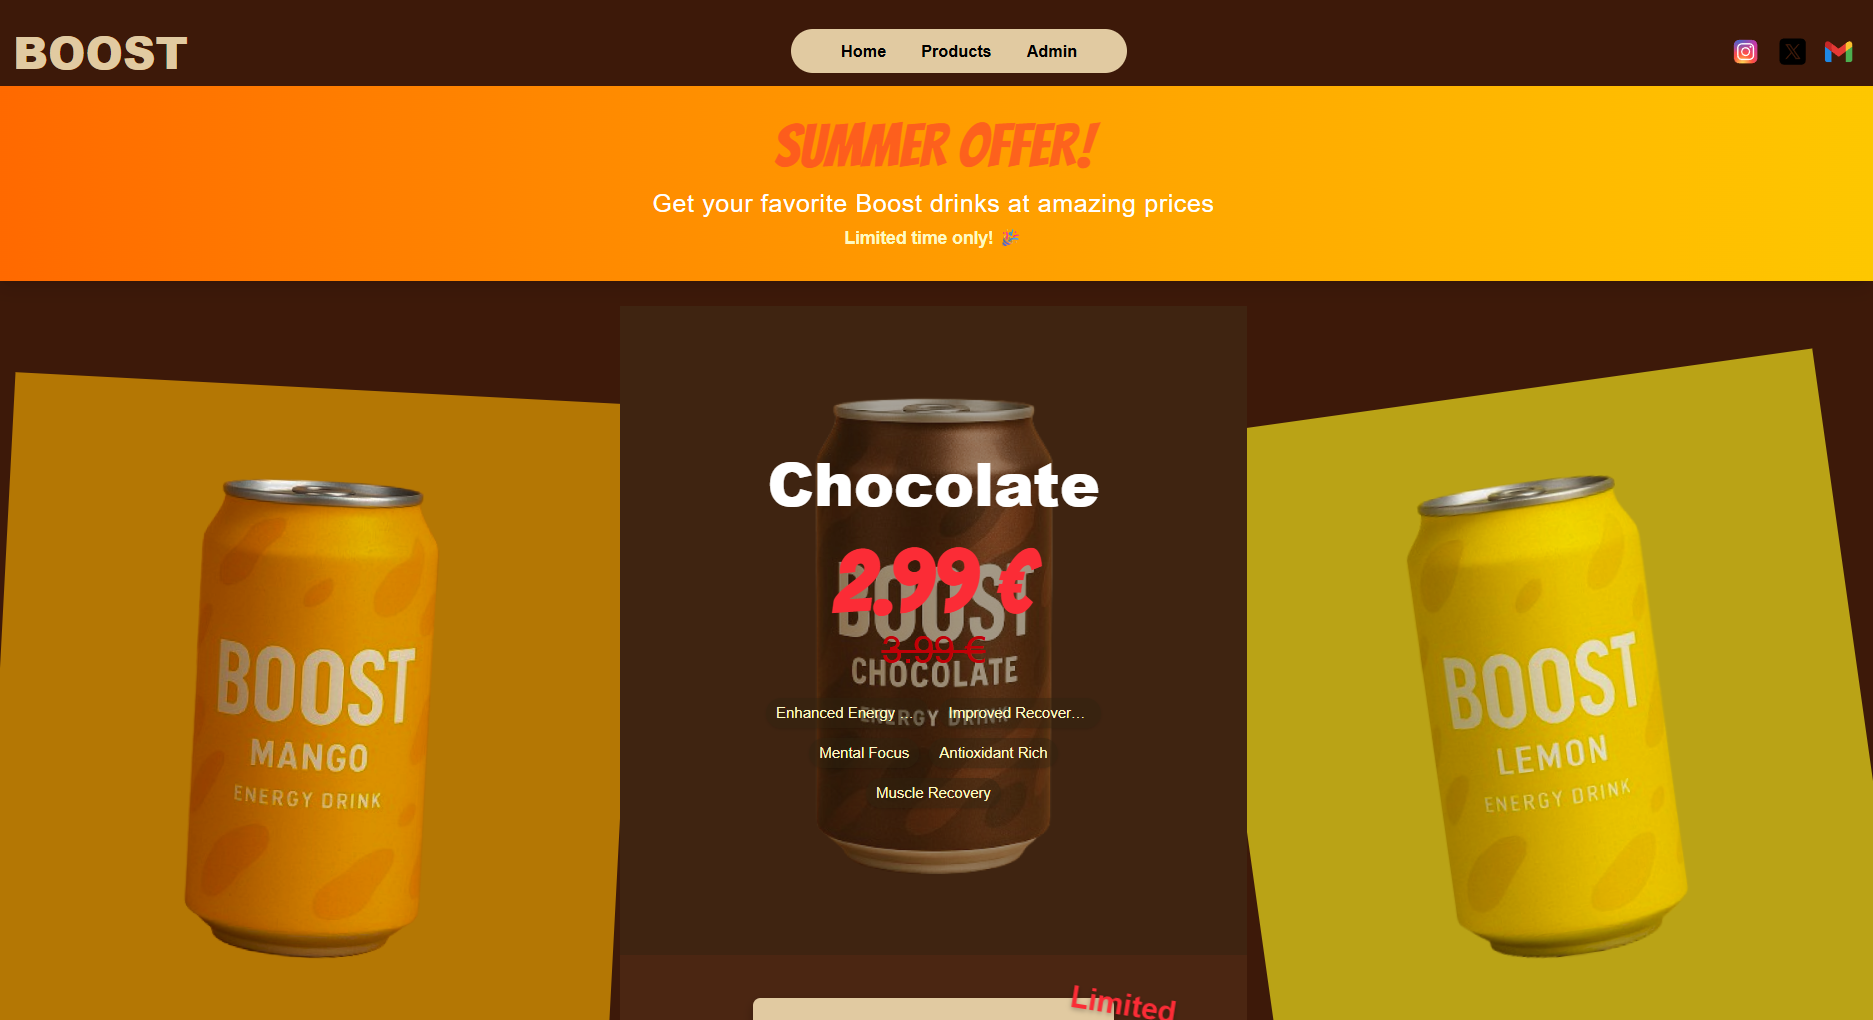 BOOST
Home Products Admin
SUMMER OFFER!
Get your favorite Boost drinks at amazing prices
Limited time only! 🎉
Chocolate
2.99 €
3.99 €
BOOST
CHOCOLATE
ENERGY DRINK
Enhanced Energy ... Improved Recover...
Mental Focus Antioxidant Rich
Muscle Recovery
BOOST
MANGO
ENERGY DRINK
BOOST
LEMON
ENERGY DRINK
Limited